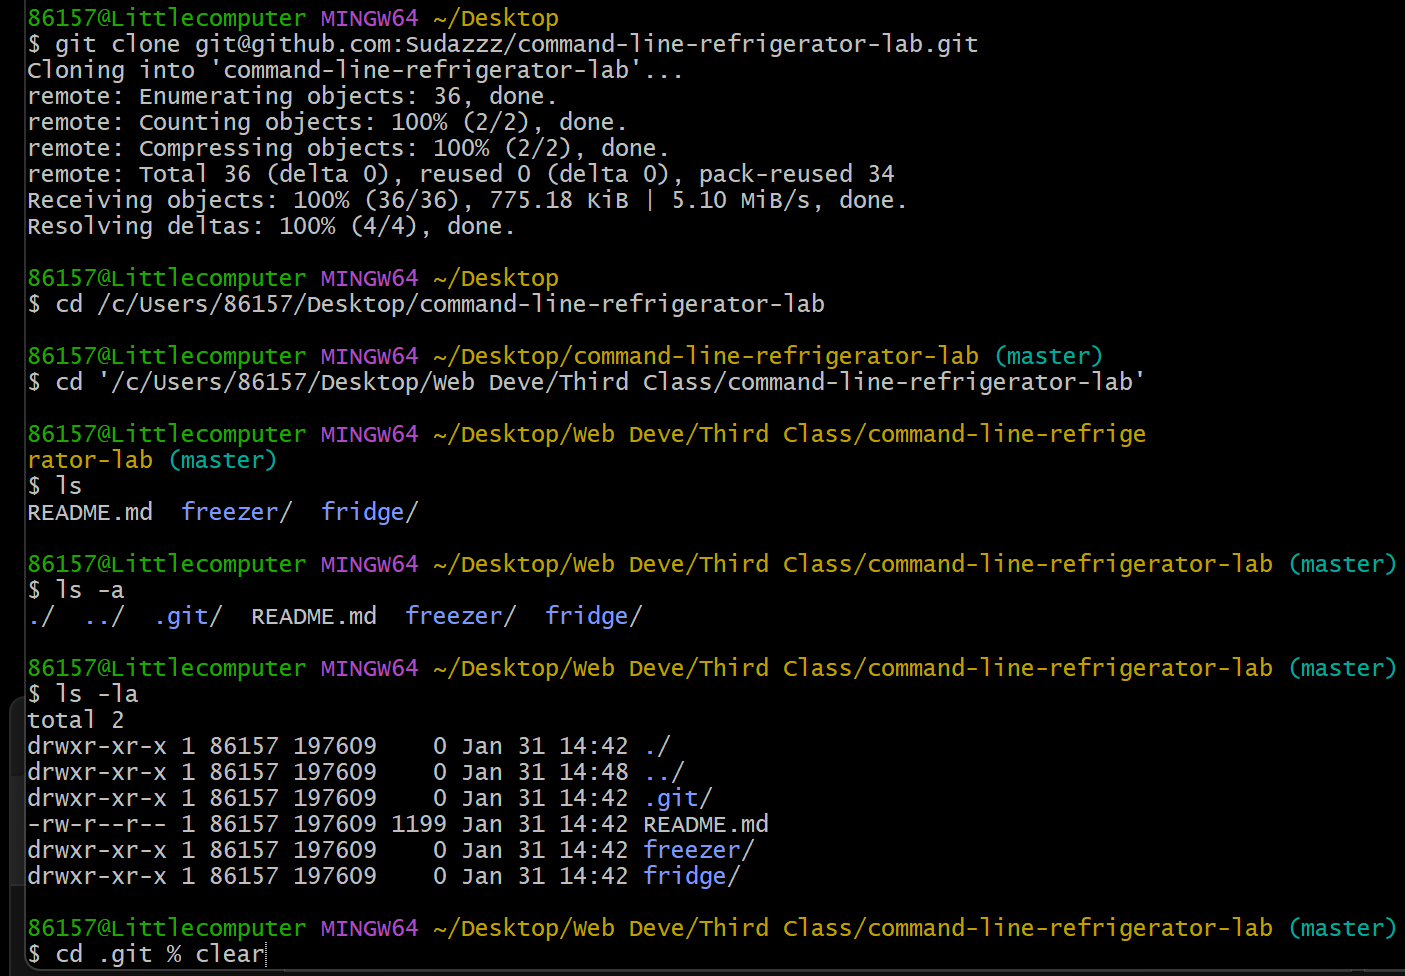 86157@Littlecomputer MINGW64 ~/Desktop
$ git clone git@github.com:Sudazzz/command-line-refrigerator-lab.git
Cloning into 'command-line-refrigerator-lab'...
remote: Enumerating objects: 36, done.
remote: Counting objects: 100% (2/2), done.
remote: Compressing objects: 100% (2/2), done.
remote: Total 36 (delta 0), reused 0 (delta 0), pack-reused 34
Receiving objects: 100% (36/36), 775.18 KiB | 5.10 MiB/s, done.
Resolving deltas: 100% (4/4), done.
86157@Littlecomputer MINGW64 ~/Desktop
$ cd /c/Users/86157/Desktop/command-line-refrigerator-lab
86157@Littlecomputer MINGW64 ~/Desktop/command-line-refrigerator-lab (master)
$ cd '/c/Users/86157/Desktop/Web Deve/Third Class/command-line-refrigerator-lab'
86157@Littlecomputer MINGW64 ~/Desktop/Web Deve/Third Class/command-line-refrige
rator-lab (master)
$ ls
README.md  freezer/  fridge/
86157@Littlecomputer MINGW64 ~/Desktop/Web Deve/Third Class/command-line-refrigerator-lab (master)
$ ls -a
./  ../  .git/  README.md  freezer/  fridge/
86157@Littlecomputer MINGW64 ~/Desktop/Web Deve/Third Class/command-line-refrigerator-lab (master)
$ ls -la
total 2
drwxr-xr-x 1 86157 197609    0 Jan 31 14:42 ./
drwxr-xr-x 1 86157 197609    0 Jan 31 14:48 ../
drwxr-xr-x 1 86157 197609    0 Jan 31 14:42 .git/
-rw-r--r-- 1 86157 197609 1199 Jan 31 14:42 README.md
drwxr-xr-x 1 86157 197609    0 Jan 31 14:42 freezer/
drwxr-xr-x 1 86157 197609    0 Jan 31 14:42 fridge/
86157@Littlecomputer MINGW64 ~/Desktop/Web Deve/Third Class/command-line-refrigerator-lab (master)
$ cd .git % clear